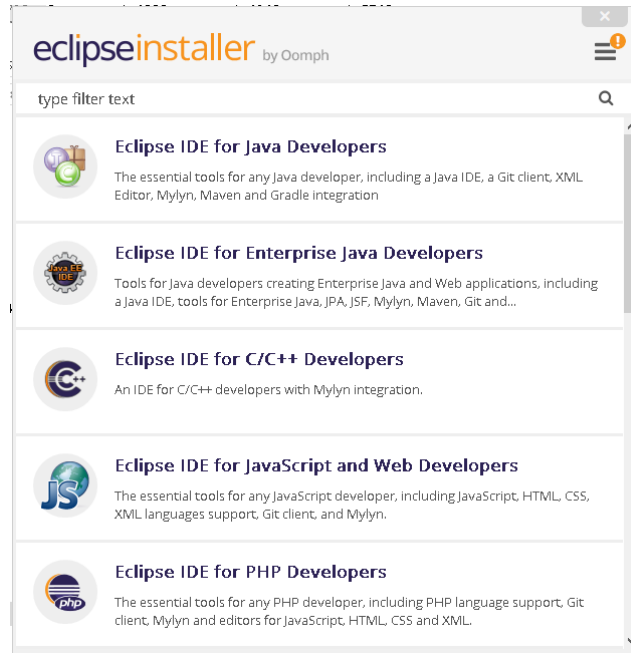 eclipseinstaller by Oomph
!
type filter text
Eclipse IDE for Java Developers
The essential tools for any Java developer, including a Java IDE, a Git client, XML
Editor, Mylyn, Maven and Gradle integration
Java EE
IDE
Eclipse IDE for Enterprise Java Developers
Tools for Java developers creating Enterprise Java and Web applications, including
a Java IDE, tools for Enterprise Java, JPA, JSF, Mylyn, Maven, Git and...
C++
Eclipse IDE for C/C++ Developers
An IDE for C/C++ developers with Mylyn integration.
JS
Eclipse IDE for JavaScript and Web Developers
The essential tools for any JavaScript developer, including JavaScript, HTML, CSS,
XML languages support, Git client, and Mylyn.
php
Eclipse IDE for PHP Developers
The essential tools for any PHP developer, including PHP language support, Git
client, Mylyn and editors for JavaScript, HTML, CSS and XML.